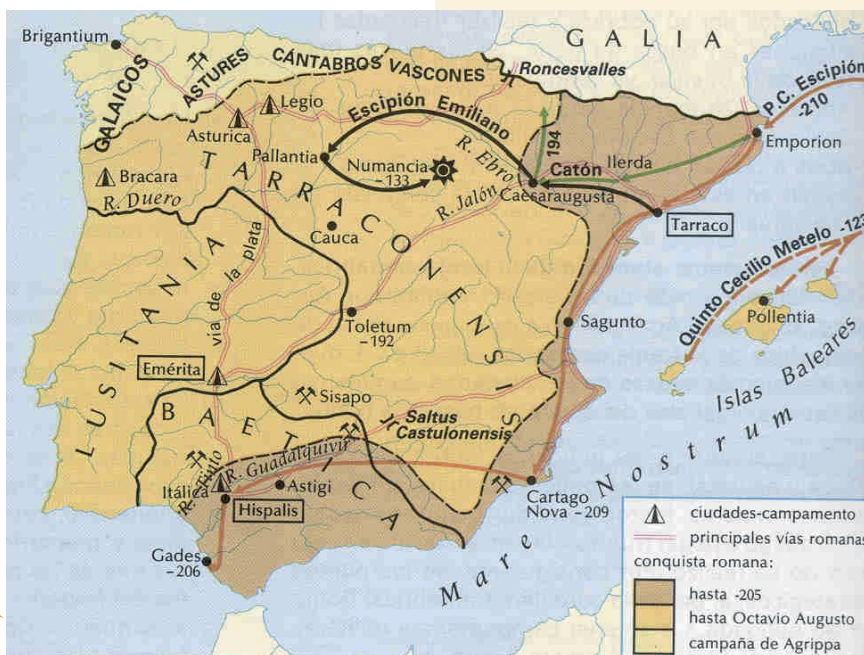 GALIA
Brigantium
GALAICOS
ASTURES
CÁNTABROS
VASCONES
Roncesvalles
P.C. Escipión
-210
Legio
Asturica
Escipión Emiliano
194
Emporion
Pallantia
Numancia
-133
R. Ebro
Catón
Ilerda
Bracara
R. Duero
TARRACONENSIS
Caesaraugusta
R. Jalón
Tarraco
Cauca
Quinto Cecilio Metelo -123
LUSITANIA
vía de la plata
Pollentia
Toletum
-192
Sagunto
Emérita
Islas Baleares
Sisapo
BAETICA
Saltus
Castulonensis
R. Guadalquivir
Itálica
Astigi
Hispalis
Cartago
Nova -209
Mare Nostrum
Gades
-206
ciudades-campamento
principales vías romanas
conquista romana:
hasta -205
hasta Octavio Augusto
campaña de Agrippa